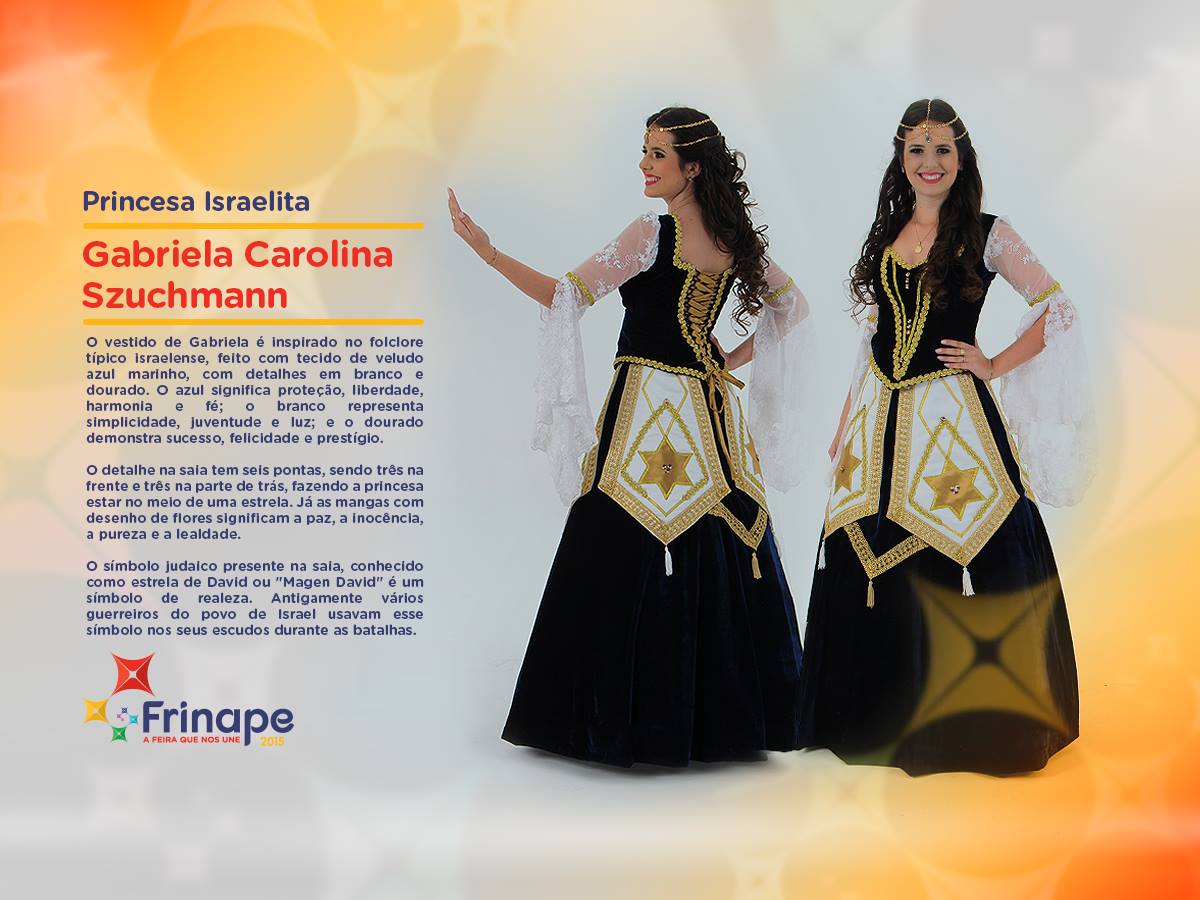 Princesa Israelita
Gabriela Carolina
Szuchmann
O vestido de Gabriela é inspirado no folclore
típico israelense, feito com tecido de veludo
azul marinho, com detalhes em branco e
dourado. O azul significa proteção, liberdade,
harmonia e fé; o branco representa
simplicidade, juventude e luz; e o dourado
demonstra sucesso, felicidade e prestígio.
O detalhe na saia tem seis pontas, sendo três na
frente e três na parte de trás, fazendo a princesa
estar no meio de uma estrela. Já as mangas com
desenho de flores significam a paz, a inocência,
a pureza e a lealdade.
O símbolo judaico presente na saia, conhecido
como estrela de David ou "Magen David" é um
símbolo de realeza. Antigamente vários
guerreiros do povo de Israel usavam esse
símbolo nos seus escudos durante as batalhas.
Frinape
A FEIRA QUE NOS UNE 2015